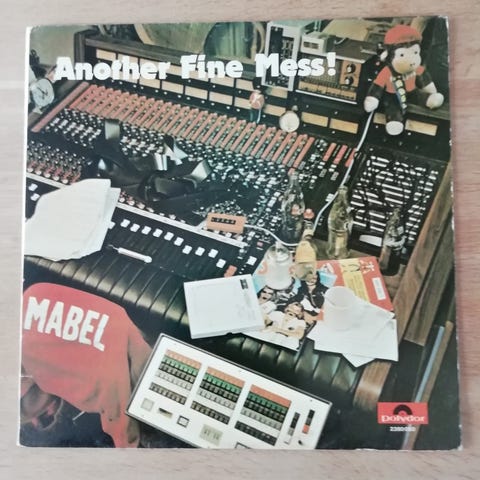 Another Fine Mess!
MABEL
Polydor